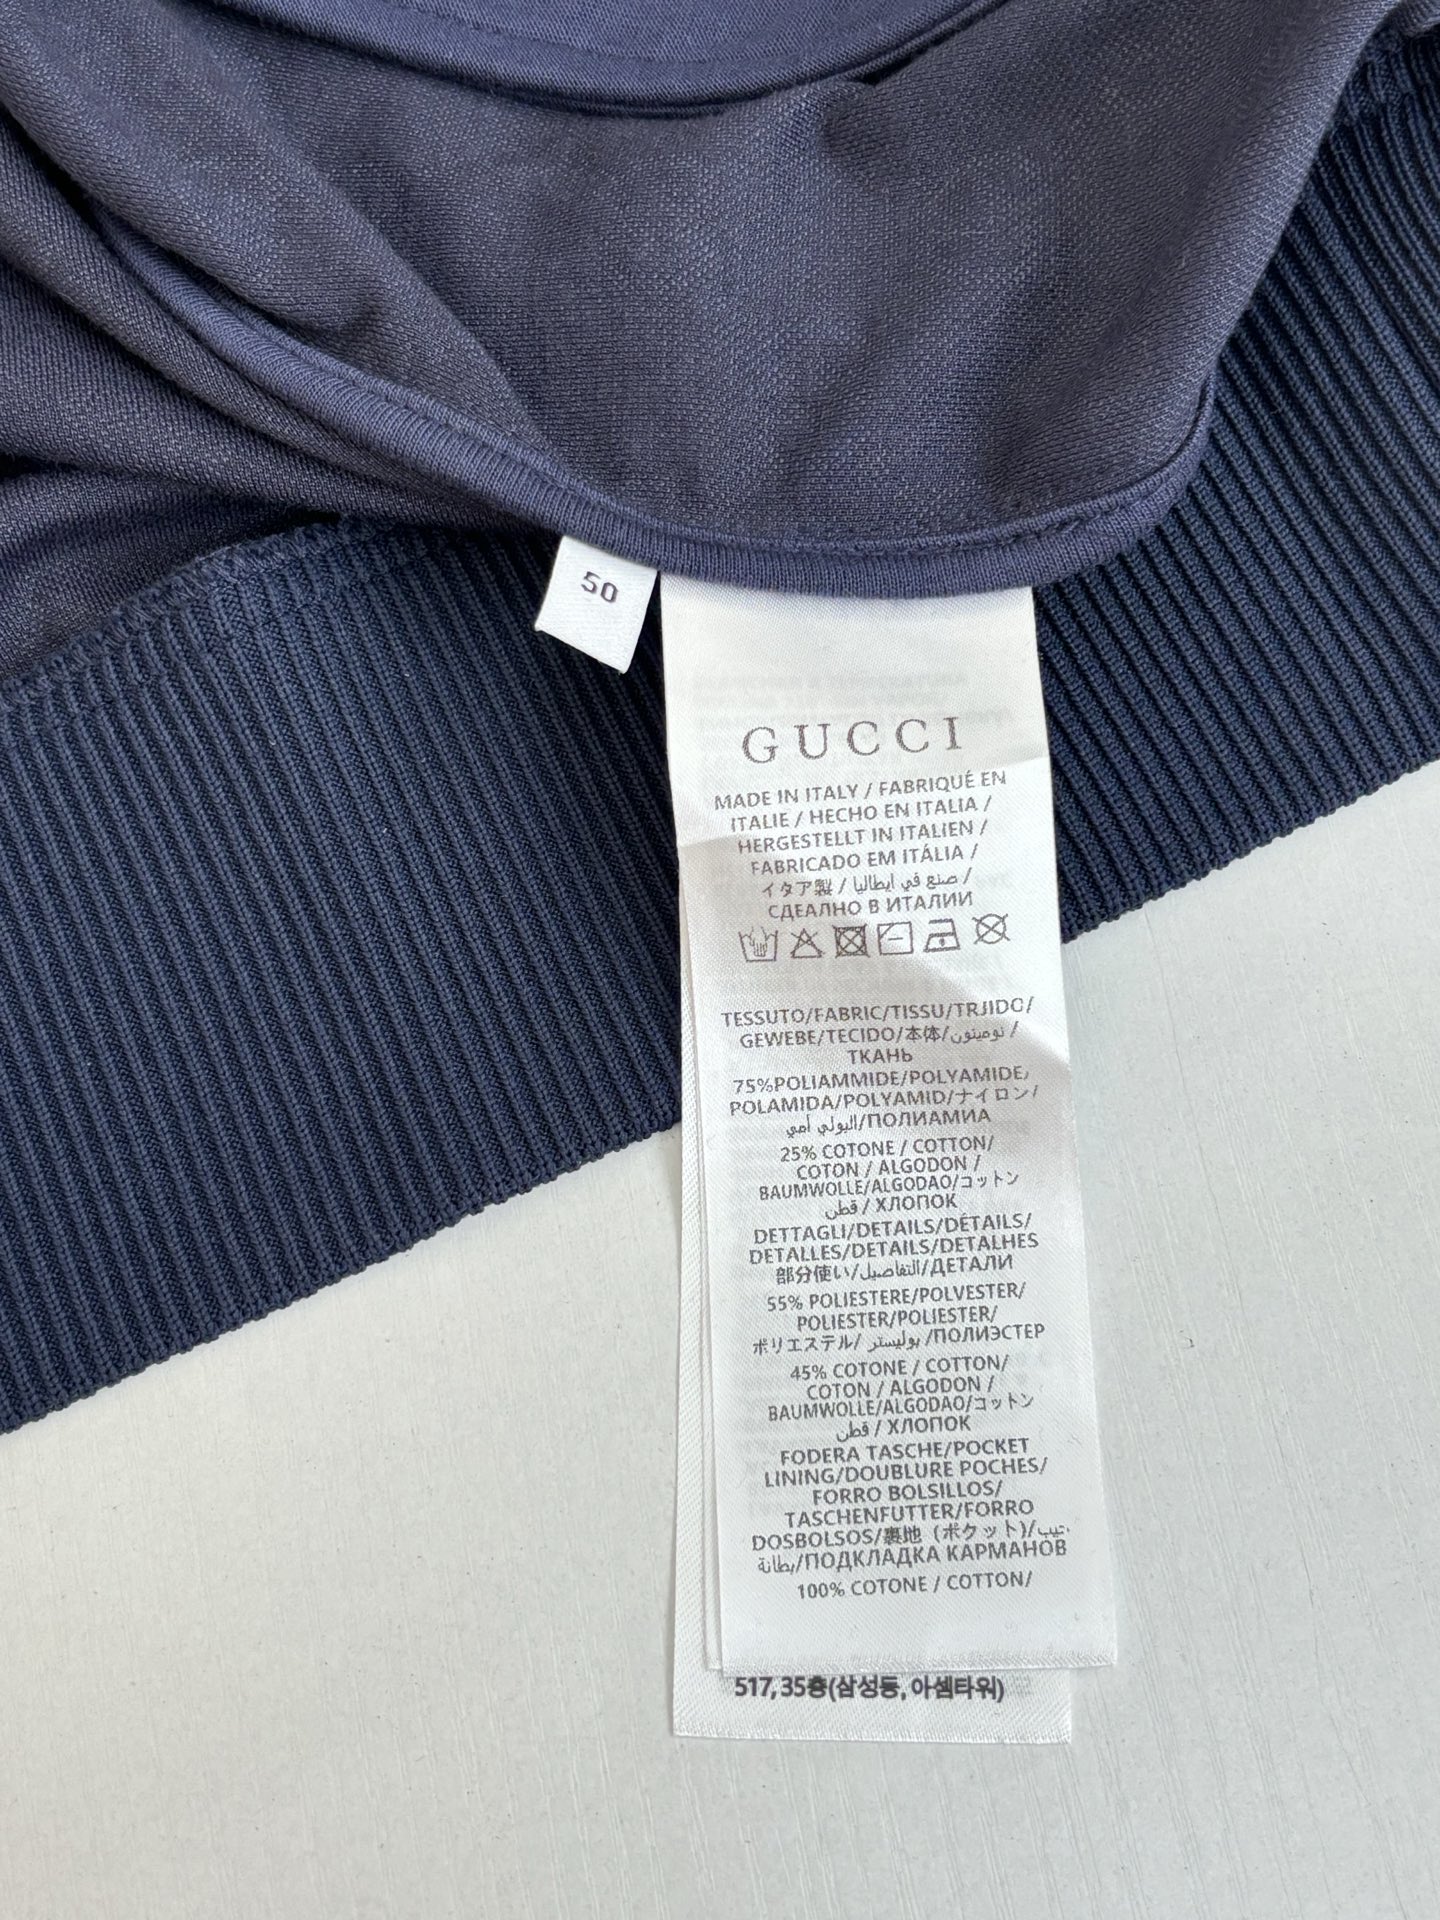 50
GUCCI
MADE IN ITALY / FABRIQUÉ EN
ITALIE / HECHO EN ITALIA /
HERGESTELLT IN ITALIEN /
FABRICADO EM ITÁLIA /
イタア製 / صنع في ايطاليا /
СДЕАЛНО В ИТАЛИИ
TESSUTO/FABRIC/TISSU/TRJIDO/
GEWEBE/TECIDO/本体/نوميتون /
ТКАНЬ
75%POLIAMMIDE/POLYAMIDE/
POLAMIDA/POLYAMID/ナイロン/
البولي أمي/ПОЛИАМИА
25% COTONE / COTTON/
COTON / ALGODON /
BAUMWOLLE/ALGODAO/コットン
قطن / ХЛОПОК
DETTAGLI/DETAILS/DÉTAILS/
DETALLES/DETAILS/DETALHES
部分使い/التفاصيل/ДЕТАЛИ
55% POLIESTERE/POLVESTER/
POLIESTER/POLIESTER/
ポリエステル/ بوليستر /ПОЛИЭСТЕР
45% COTONE / COTTON/
COTON / ALGODON /
BAUMWOLLE/ALGODAO/コットン
قطن / ХЛОПОК
FODERA TASCHE/POCKET
LINING/DOUBLURE POCHES/
FORRO BOLSILLOS/
TASCHENFUTTER/FORRO
DOSBOLSOS/裏地 (ポケット)/جيب
بطانة/ПОДКЛАДКА КАРМАНОВ
100% COTONE / COTTON/
517, 35층(삼성동, 아셈타워)